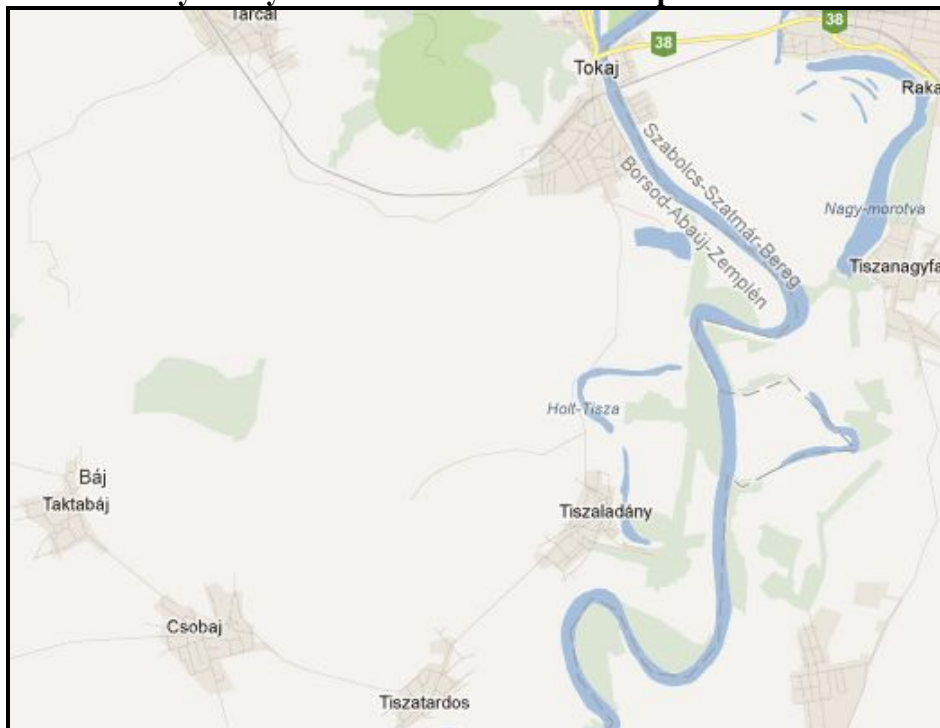 Tarcal
38
38
Tokaj
Raka
Szabolcs-Szatmár-Bereg
Borsod-Abaúj-Zemplén
Nagy-morotva
Tiszanagyfa
Holt-Tisza
Báj
Taktabáj
Tiszaladány
Csobaj
Tiszatardos